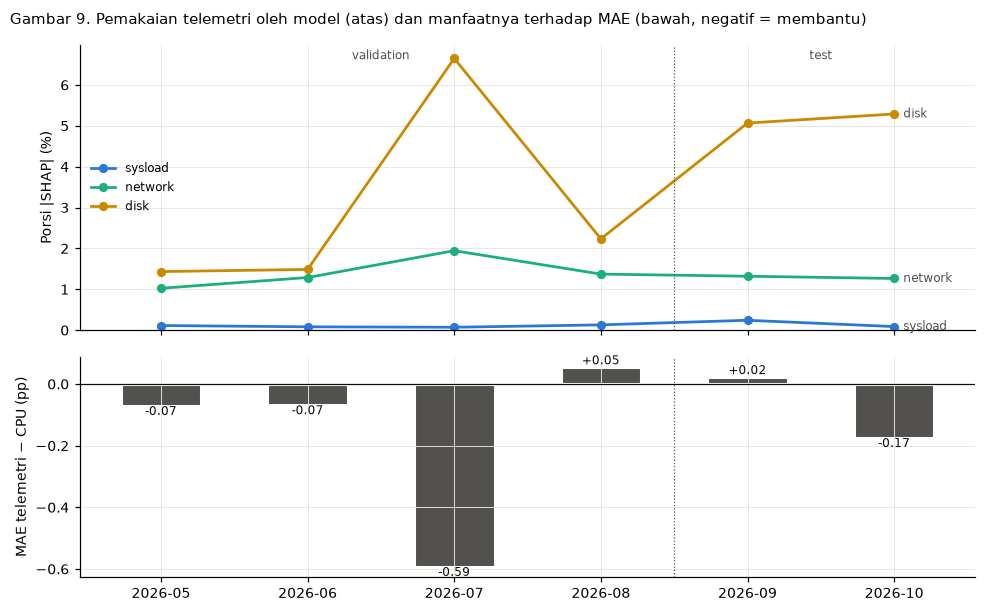 Gambar 9. Pemakaian telemetri oleh model (atas) dan manfaatnya terhadap MAE (bawah, negatif = membantu)
validation
test
Porsi |SHAP| (%)
6
5
4
3
2
1
0
sysload
network
disk
disk
network
sysload
MAE telemetri − CPU (pp)
0.0
−0.2
−0.4
−0.6
-0.07
-0.07
-0.59
+0.05
+0.02
-0.17
2026-05
2026-06
2026-07
2026-08
2026-09
2026-10